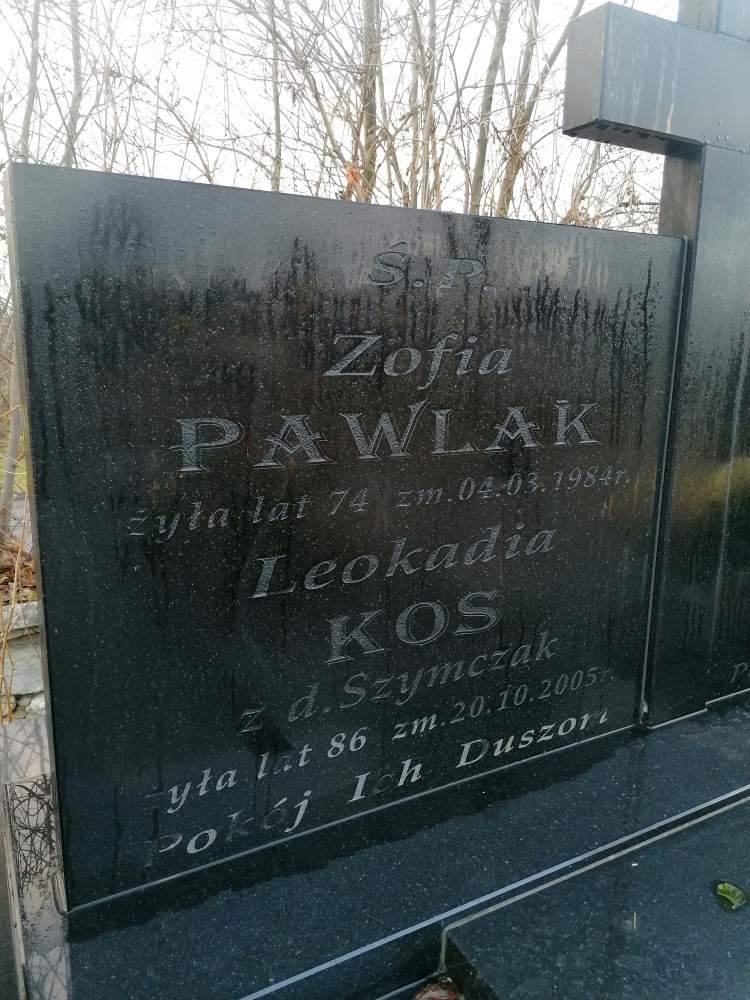 Ś.P.
Zofia
PAWLAK
żyła lat 74 zm.04.03.1984r.
Leokadia
KOS
z d.Szymczak
żyła lat 86 zm.20.10.2005r.
Pokój Ich Duszom